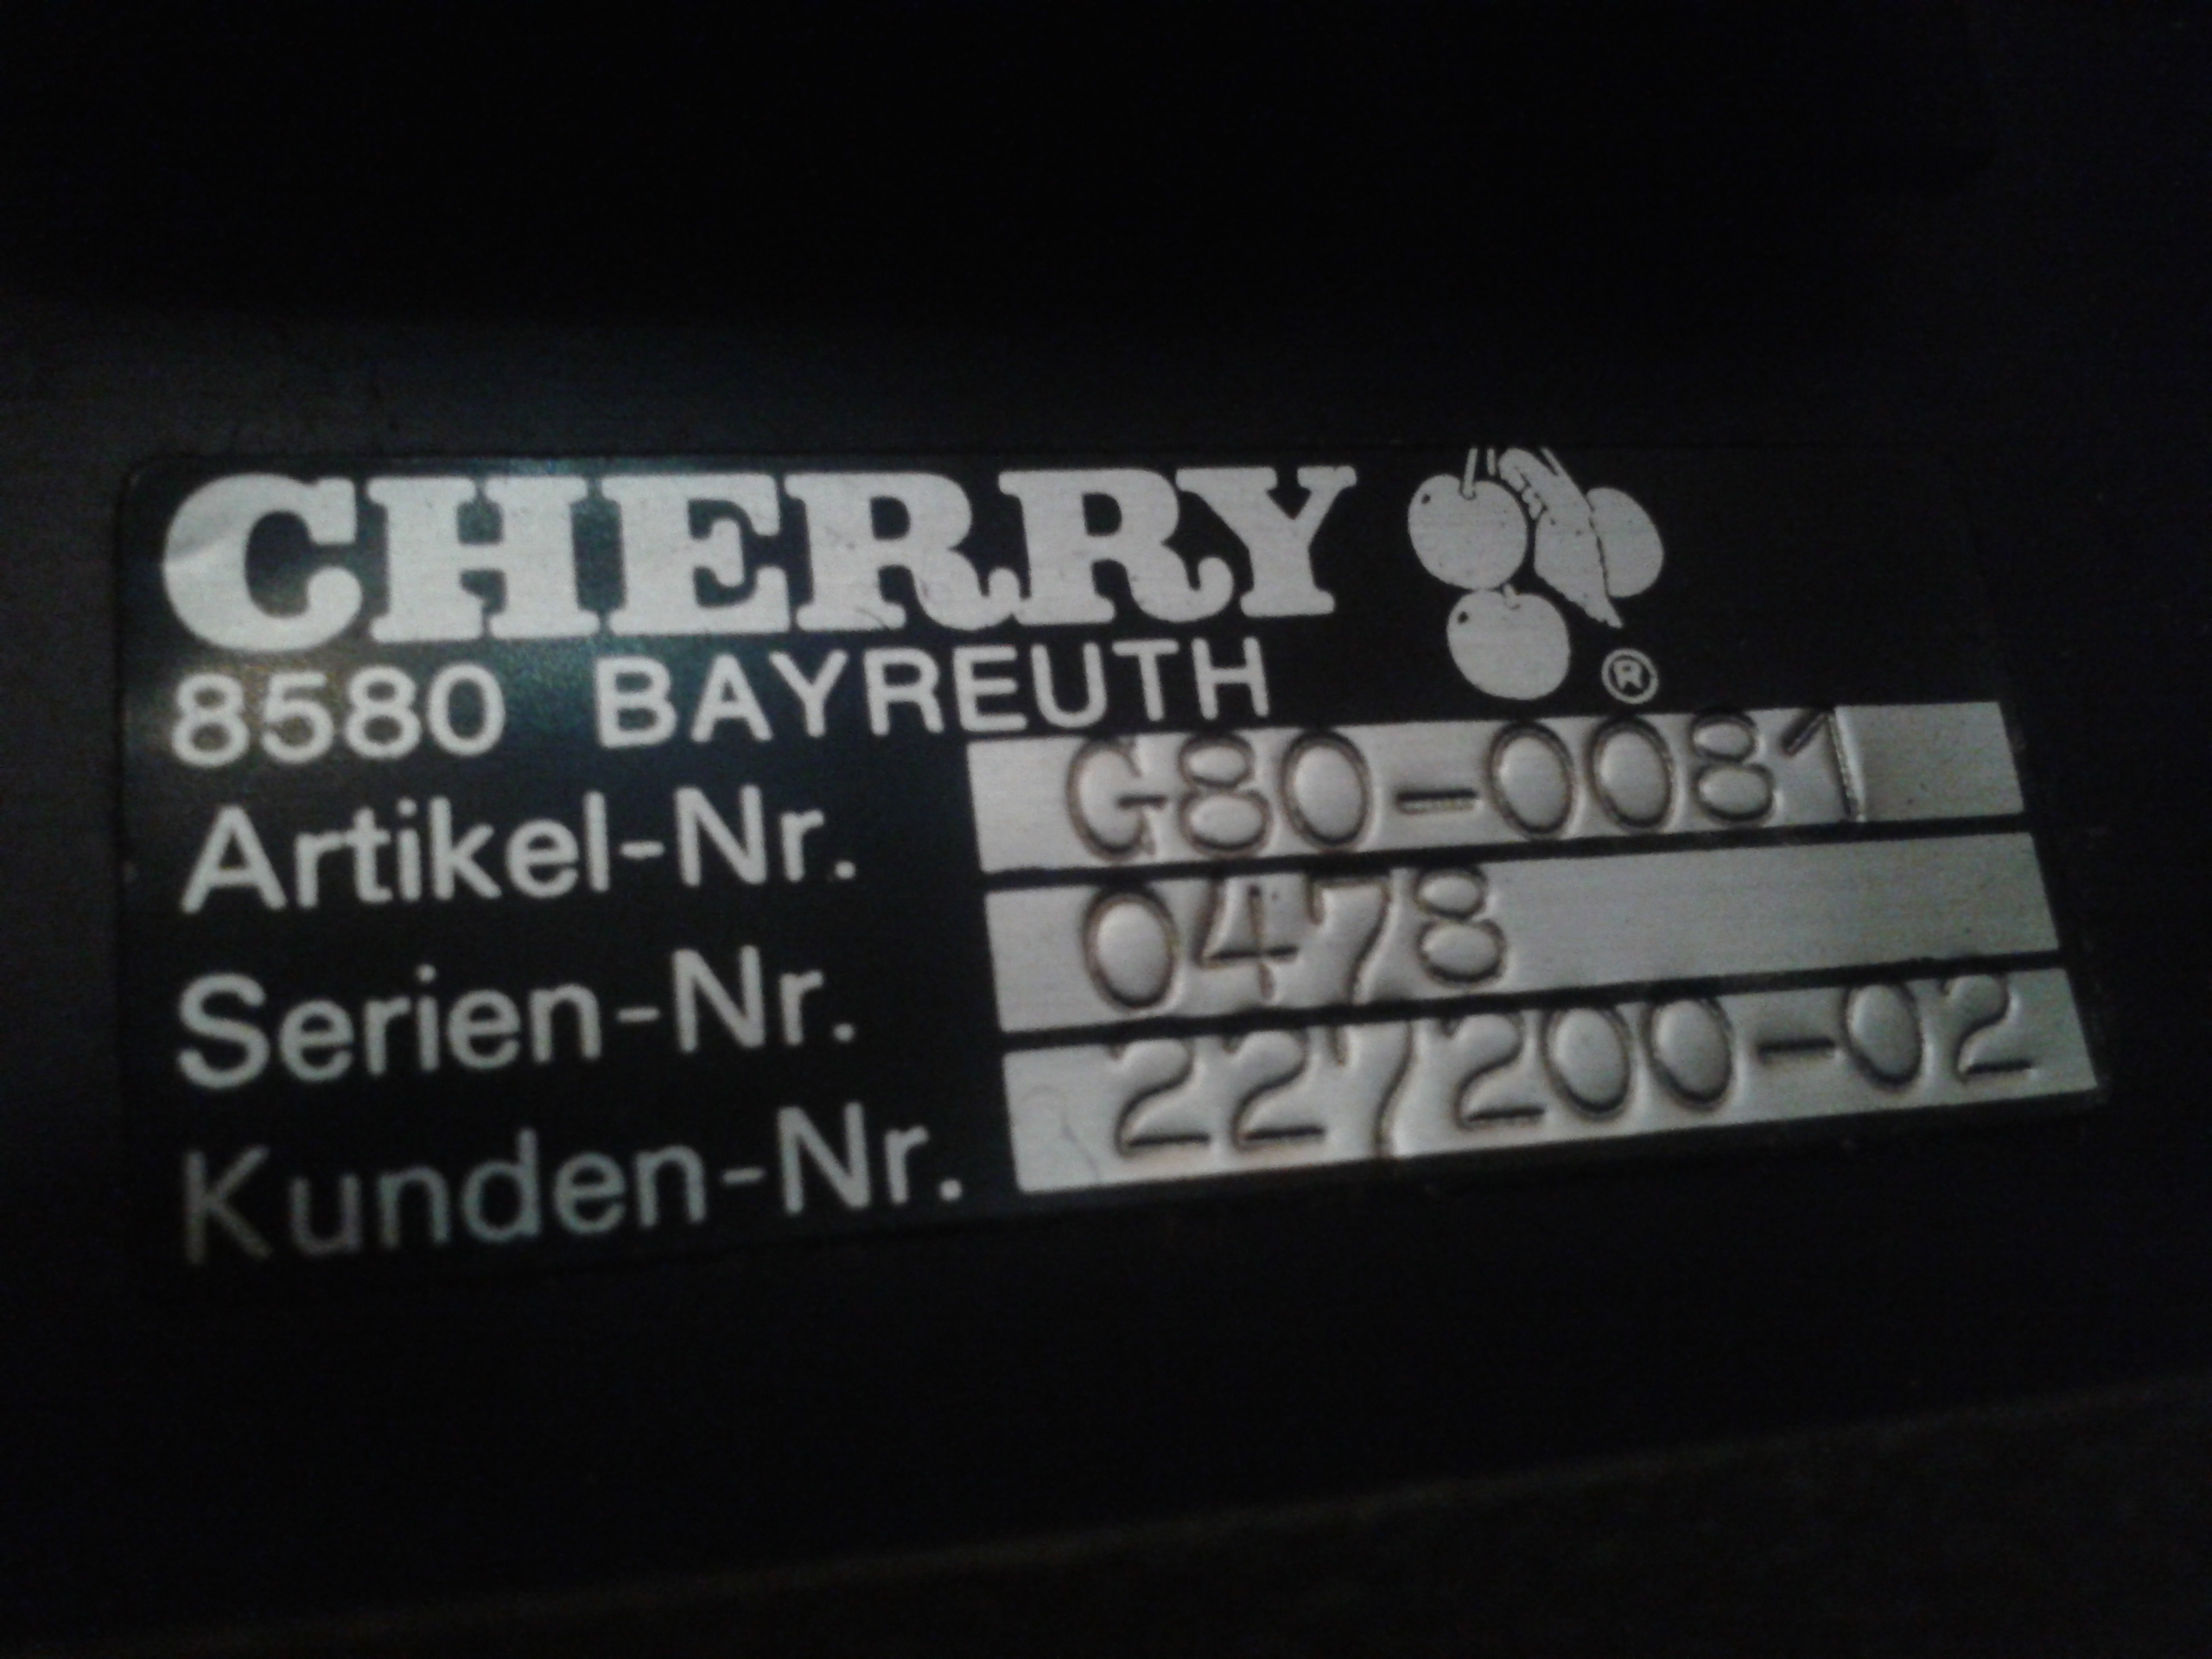 CHERRY
®
8580 BAYREUTH
Artikel-Nr. G80-0081
Serien-Nr. 0478
Kunden-Nr. 227200-02